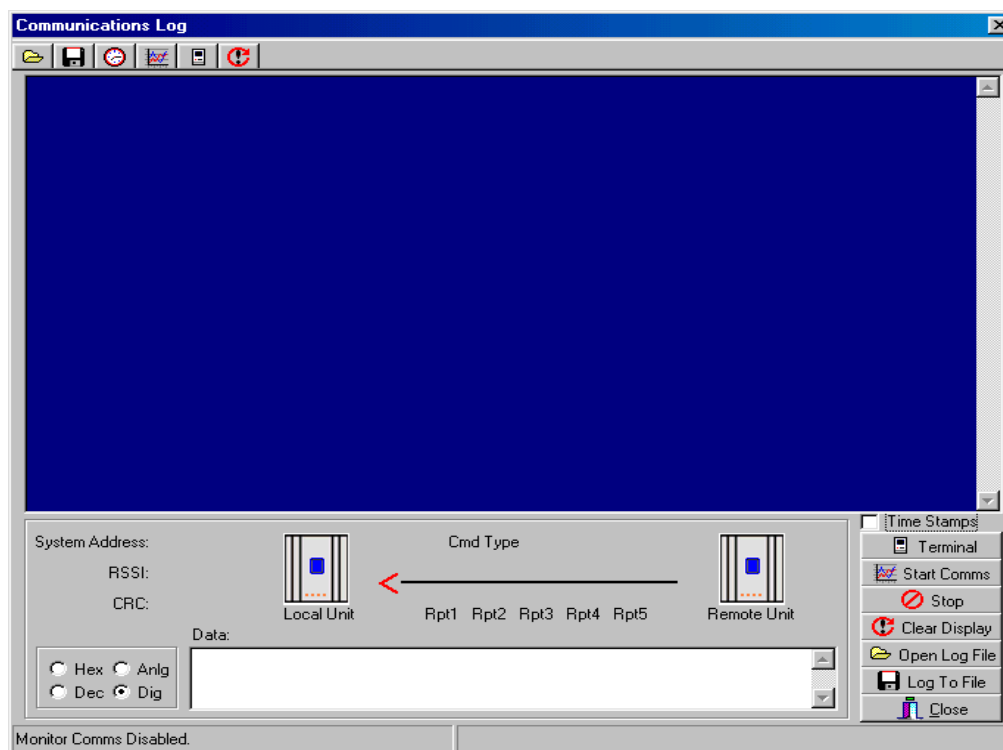 Communications Log
Time Stamps
System Address:
Cmd Type
Terminal
RSSI:
Start Comms
CRC:
Stop
Local Unit
Rpt1 Rpt2 Rpt3 Rpt4 Rpt5
Remote Unit
Clear Display
Data:
Open Log File
Hex
Anlg
Log To File
Dec
Dig
Close
Monitor Comms Disabled.